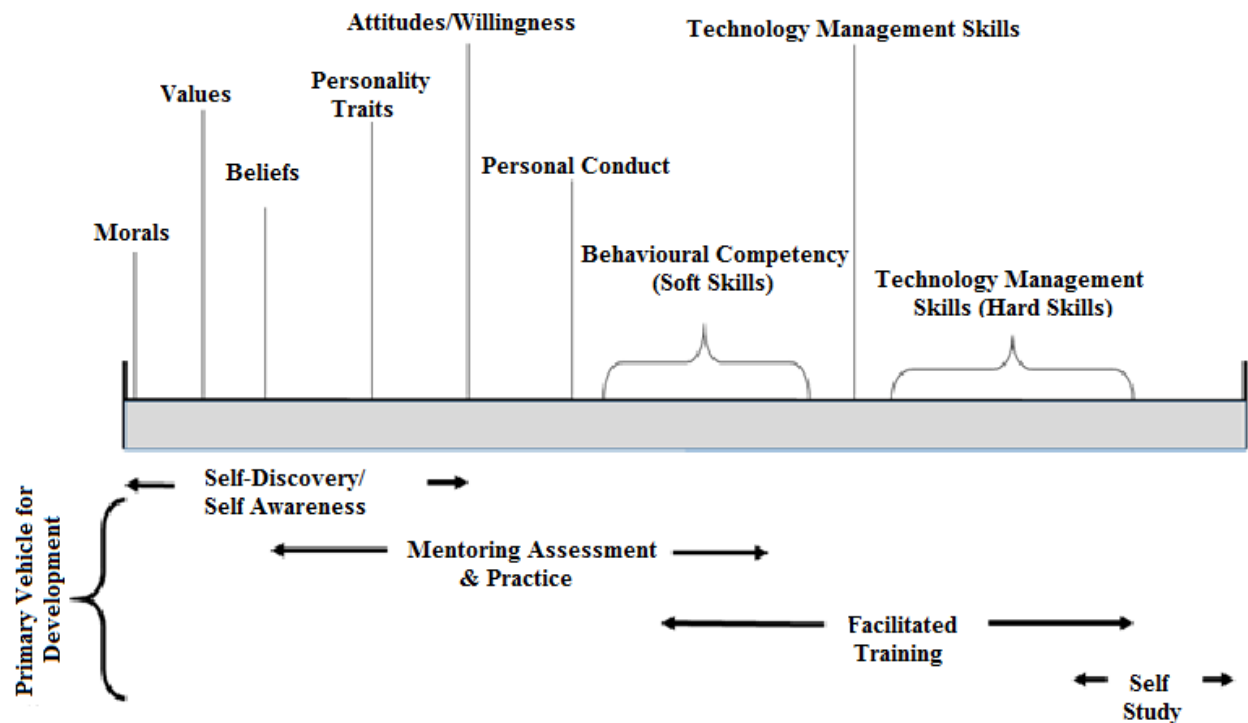 Attitudes/Willingness
Technology Management Skills
Values
Personality
Traits
Beliefs
Personal Conduct
Morals
Behavioural Competency
(Soft Skills)
Technology Management
Skills (Hard Skills)
Self-Discovery/
Self Awareness
Mentoring Assessment
& Practice
Facilitated
Training
Self
Study
Primary Vehicle for
Development